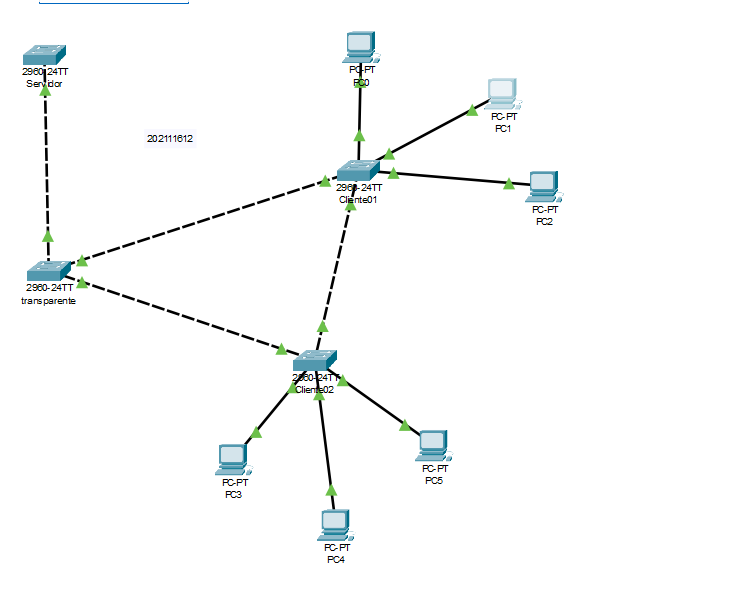 2960-24TT
Servidor
PC-PT
PC0
PC-PT
PC1
202111612
2960-24TT
Cliente01
PC-PT
PC2
2960-24TT
transparente
2960-24TT
Cliente02
PC-PT
PC3
PC-PT
PC5
PC-PT
PC4